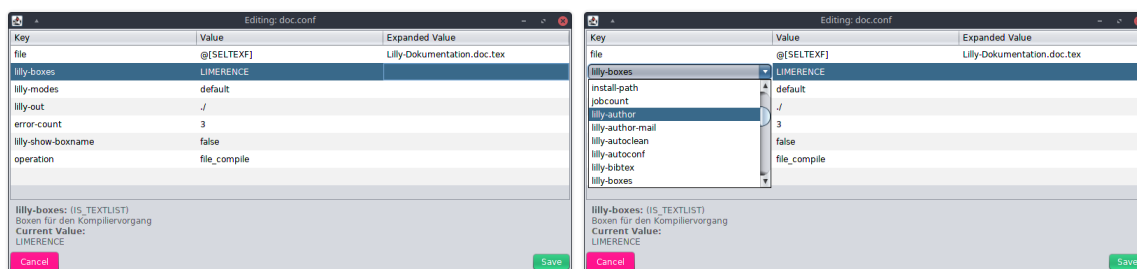 Editing: doc.conf
Key Value Expanded Value
file @[SELTEXF] Lilly-Dokumentation.doc.tex
lilly-boxes LIMERENCE
lilly-modes default
lilly-out ./
error-count 3
lilly-show-boxname false
operation file_compile
lilly-boxes: (IS_TEXTLIST)
Boxen für den Kompiliervorgang
Current Value:
LIMERENCE
Cancel Save
Editing: doc.conf
Key Value Expanded Value
file @[SELTEXF] Lilly-Dokumentation.doc.tex
lilly-boxes LIMERENCE
install-path default
jobcount
lilly-author ./
lilly-author-mail 3
lilly-autoclean false
lilly-autoconf
lilly-bibtex file_compile
lilly-boxes
lilly-boxes: (IS_TEXTLIST)
Boxen für den Kompiliervorgang
Current Value:
LIMERENCE
Cancel Save